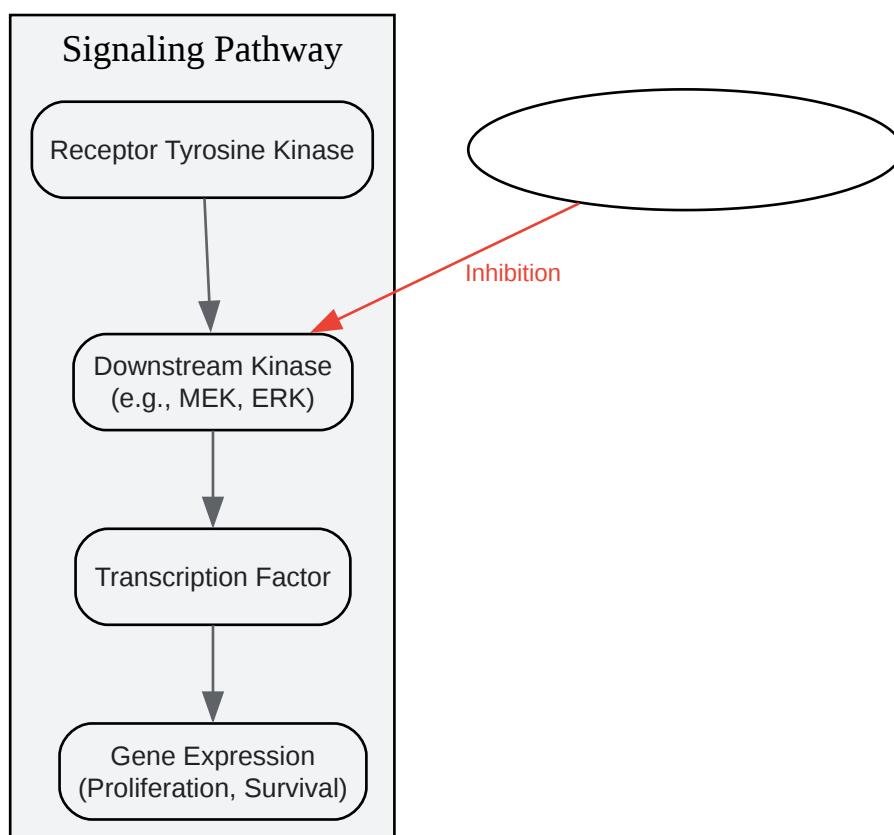 Signaling Pathway
Receptor Tyrosine Kinase
Inhibition
Downstream Kinase
(e.g., MEK, ERK)
Transcription Factor
Gene Expression
(Proliferation, Survival)